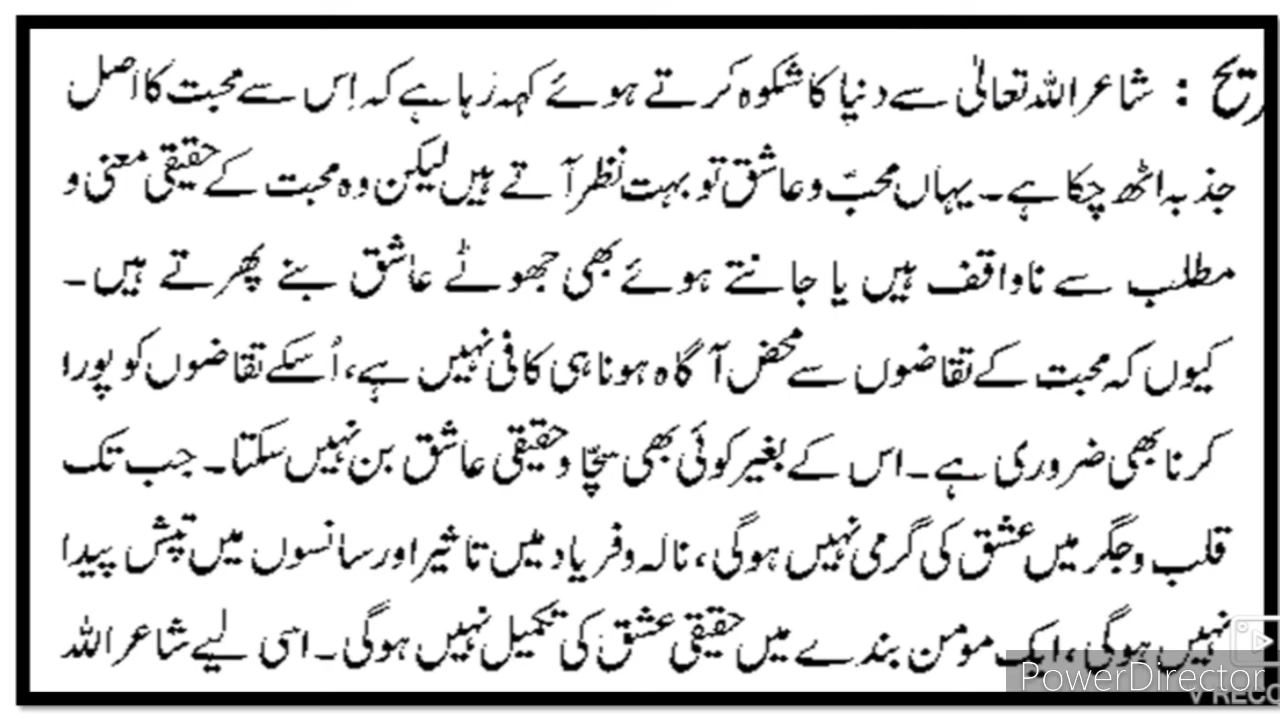 ریح : شاعر اللہ تعالٰی سے دنیا کا شکوہ کرتے ہوئے کہہ رہا ہے کہ اِس سے محبت کا اصل
جذبہ اٹھ چکا ہے۔ یہاں محبّ و عاشق تو بہت نظر آتے ہیں لیکن وہ محبت کے حقیقی معنی و
مطلب سے ناواقف ہیں یا جانتے ہوئے بھی جھوٹے عاشق بنے پھرتے ہیں۔
کیوں کہ محبت کے تقاضوں سے محض آگاہ ہونا ہی کافی نہیں ہے، اُسکے تقاضوں کو پورا
کرنا بھی ضروری ہے۔ اس کے بغیر کوئی بھی سچّا و حقیقی عاشق بن نہیں سکتا۔ جب تک
قلب و جگر میں عشق کی گرمی نہیں ہوگی، نالہ و فریاد میں تاثیر اور سانسوں میں تپش پیدا
نہیں ہوگی، ایک مومن بندے میں حقیقی عشق کی تکمیل نہیں ہوگی۔ اسی لیے شاعر اللہ
PowerDirector
V RECO